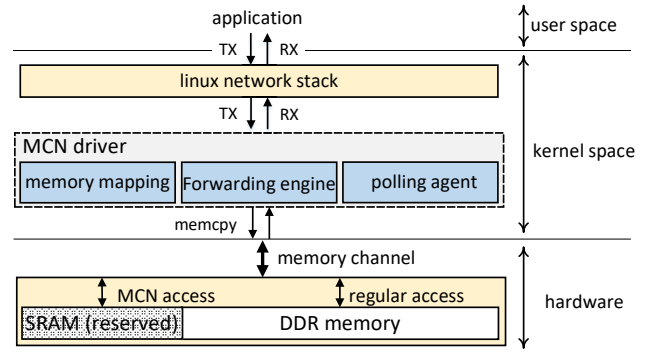 application
user space
TX RX
linux network stack
TX RX
kernel space
MCN driver
memory mapping Forwarding engine polling agent
memcpy
memory channel
MCN access regular access
hardware
SRAM (reserved) DDR memory